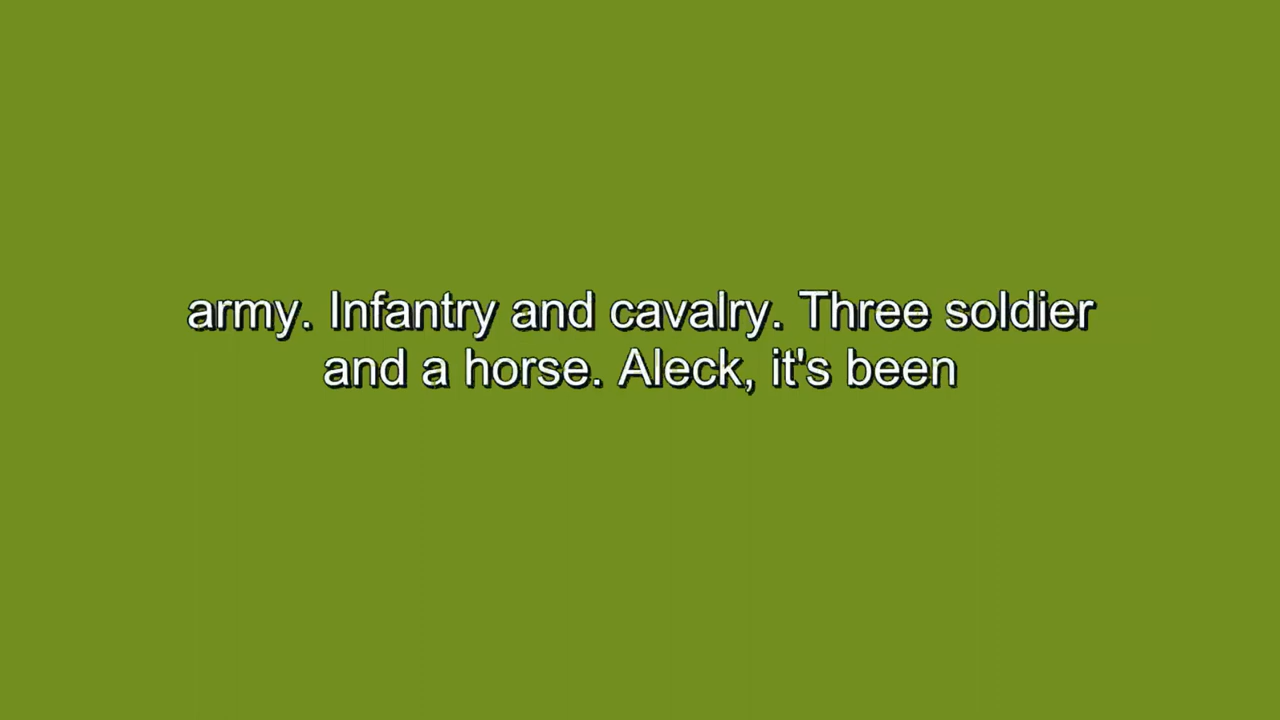 army. Infantry and cavalry. Three soldier
and a horse. Aleck, it's been